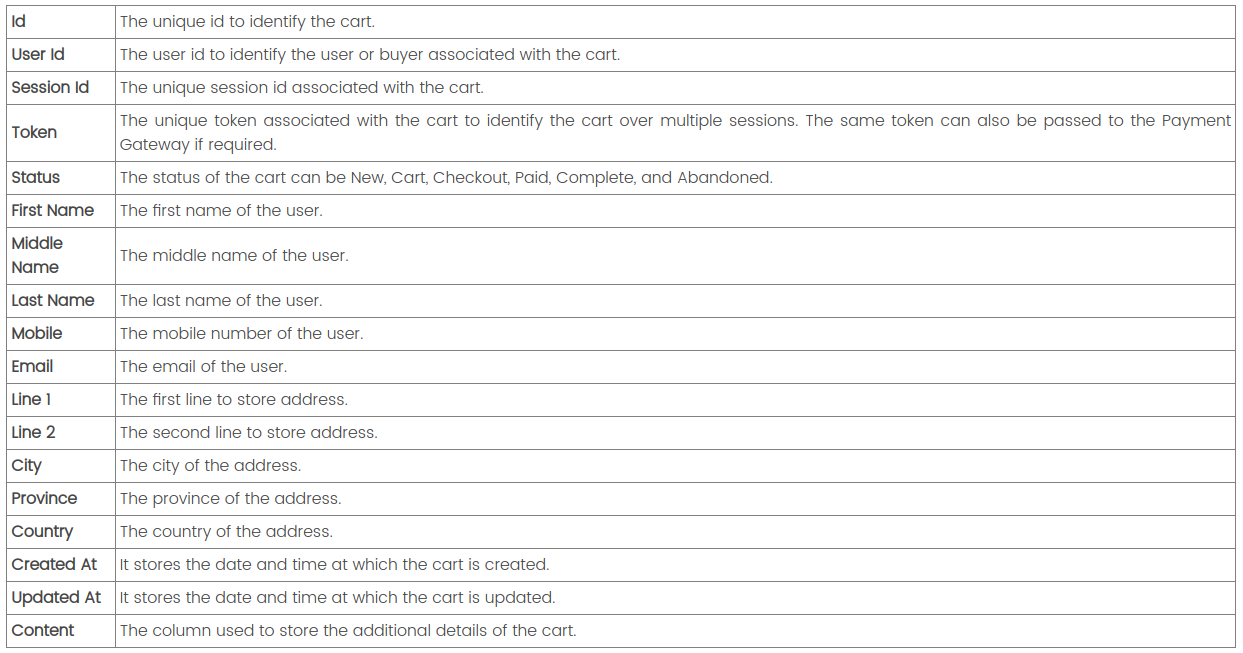 Id The unique id to identify the cart.
User Id The user id to identify the user or buyer associated with the cart.
Session Id The unique session id associated with the cart.
Token The unique token associated with the cart to identify the cart over multiple sessions. The same token can also be passed to the Payment
Gateway if required.
Status The status of the cart can be New, Cart, Checkout, Paid, Complete, and Abandoned.
First Name The first name of the user.
Middle
Name The middle name of the user.
Last Name The last name of the user.
Mobile The mobile number of the user.
Email The email of the user.
Line 1 The first line to store address.
Line 2 The second line to store address.
City The city of the address.
Province The province of the address.
Country The country of the address.
Created At It stores the date and time at which the cart is created.
Updated At It stores the date and time at which the cart is updated.
Content The column used to store the additional details of the cart.